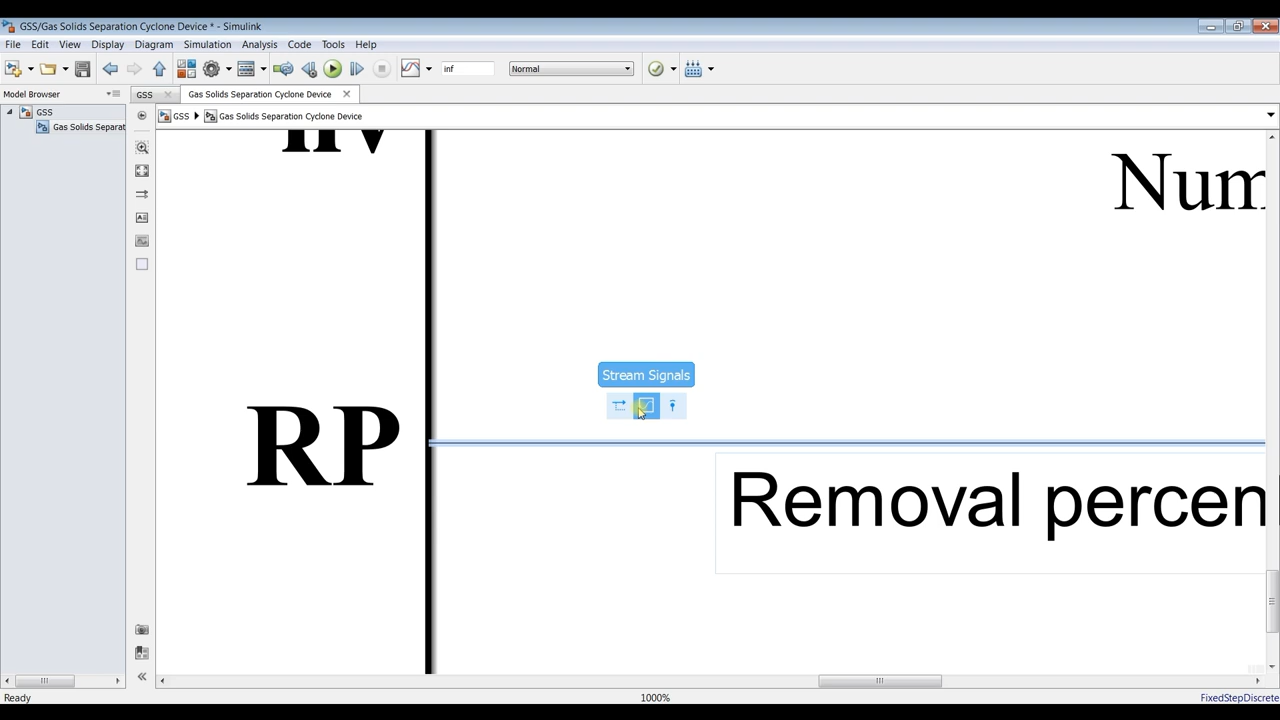 GSS/Gas Solids Separation Cyclone Device * - Simulink
File Edit View Display Diagram Simulation Analysis Code Tools Help
inf Normal
Model Browser GSS Gas Solids Separation Cyclone Device
GSS GSS Gas Solids Separation Cyclone Device
Gas Solids Separat
Num
Stream Signals
RP
Removal percen
Ready 1000% FixedStepDiscrete